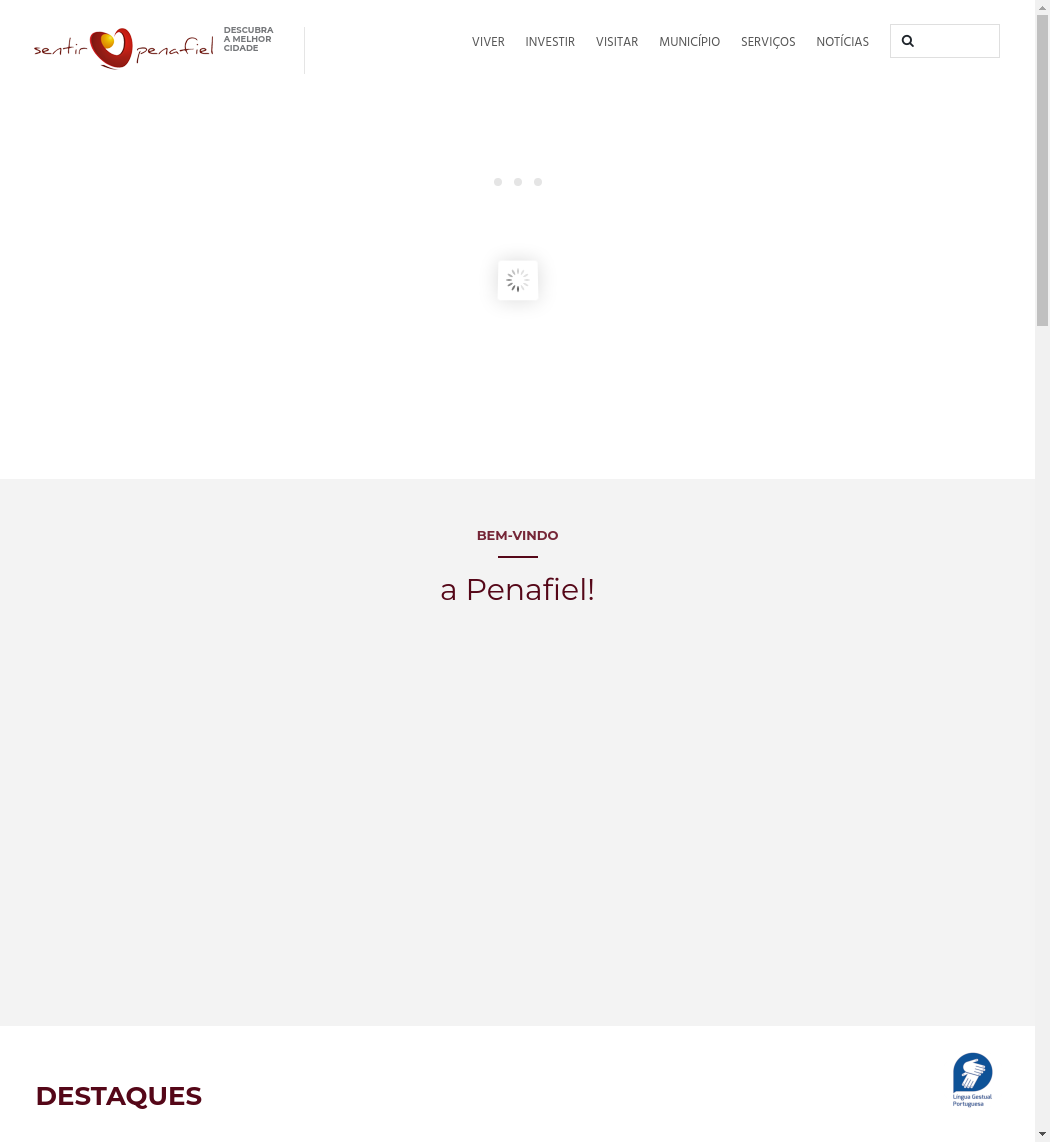 sentir penafiel
DESCUBRA
A MELHOR
CIDADE
VIVER INVESTIR VISITAR MUNICÍPIO SERVIÇOS NOTÍCIAS
BEM-VINDO
a Penafiel!
DESTAQUES
Língua Gestual
Portuguesa